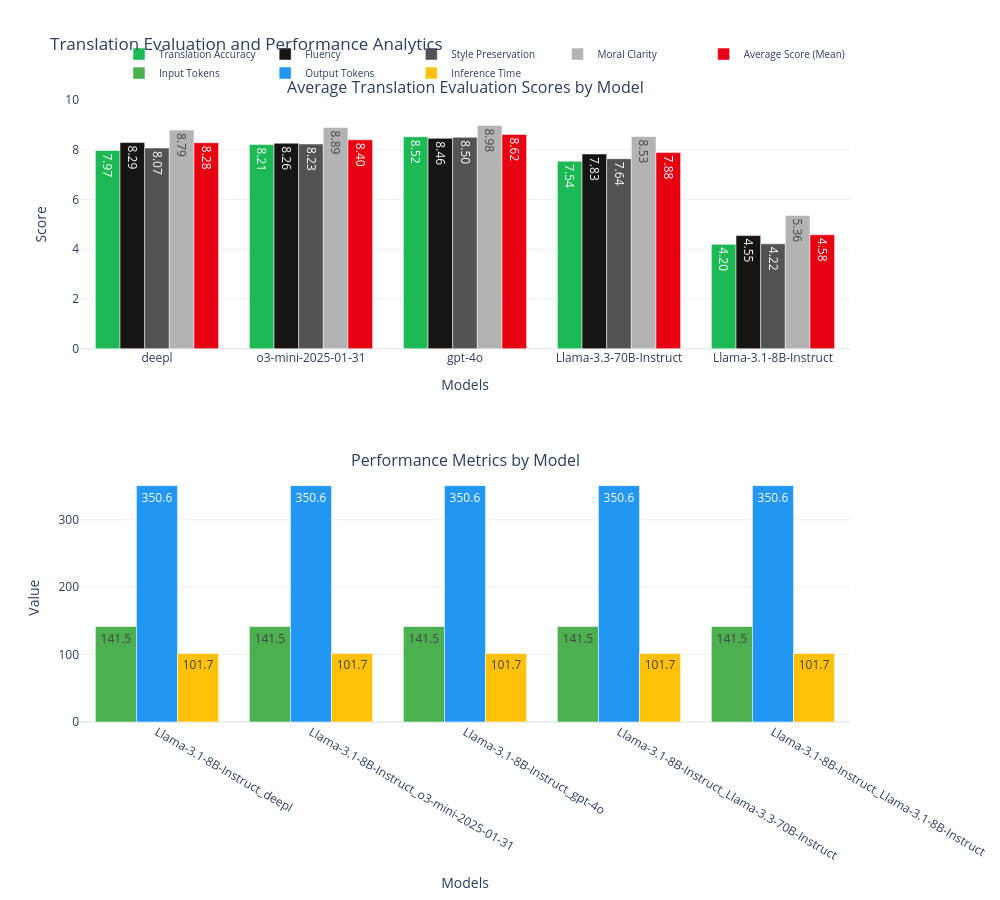 Translation Evaluation and Performance Analytics
Translation Accuracy Fluency Style Preservation Moral Clarity Average Score (Mean)
Input Tokens Output Tokens Inference Time
Average Translation Evaluation Scores by Model
10
8
6
4
2
0
Score
7.97 8.29 8.07 8.79 8.28
8.21 8.26 8.23 8.89 8.40
8.52 8.46 8.50 8.98 8.62
7.54 7.83 7.64 8.53 7.88
4.20 4.55 4.22 5.36 4.58
deepl o3-mini-2025-01-31 gpt-4o Llama-3.3-70B-Instruct Llama-3.1-8B-Instruct
Models
Performance Metrics by Model
300
200
100
0
Value
141.5 350.6 101.7
141.5 350.6 101.7
141.5 350.6 101.7
141.5 350.6 101.7
141.5 350.6 101.7
Llama-3.1-8B-Instruct_deepl
Llama-3.1-8B-Instruct_o3-mini-2025-01-31
Llama-3.1-8B-Instruct_gpt-4o
Llama-3.1-8B-Instruct_Llama-3.3-70B-Instruct
Llama-3.1-8B-Instruct_Llama-3.1-8B-Instruct
Models